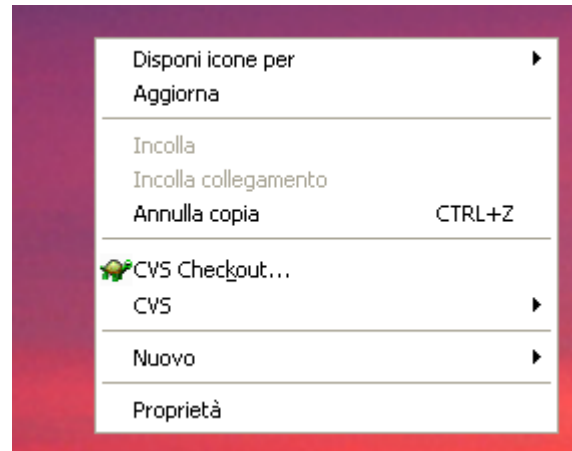 Disponi icone per
Aggiorna
Incolla
Incolla collegamento
Annulla copia CTRL+Z
CVS Checkout...
CVS
Nuovo
Proprietà